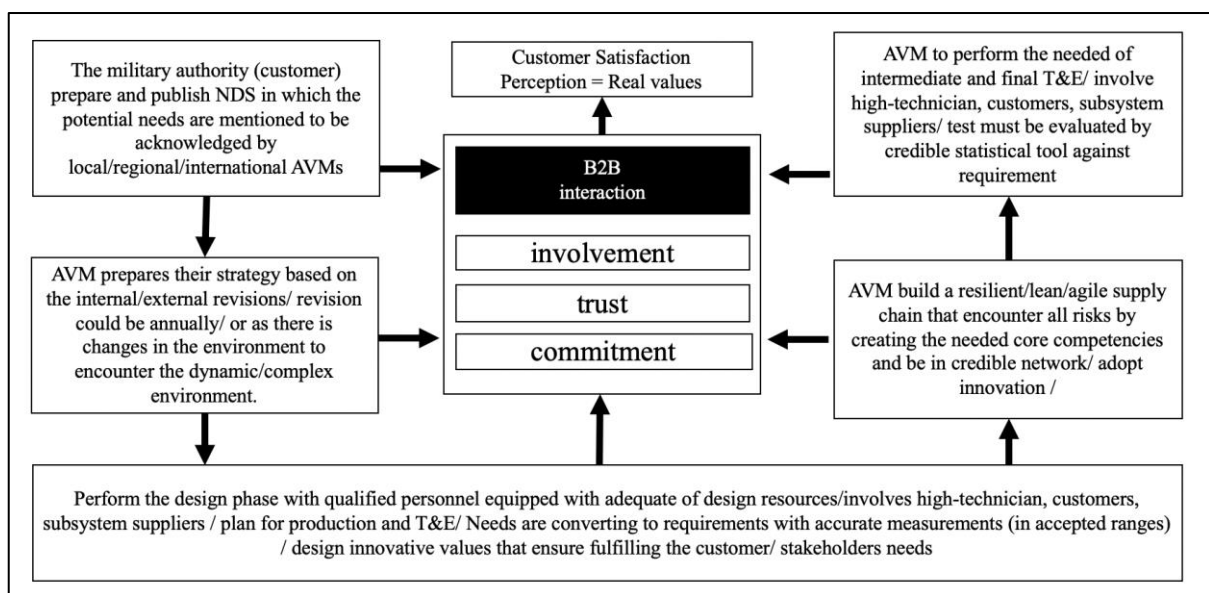 The military authority (customer)
prepare and publish NDS in which the
potential needs are mentioned to be
acknowledged by
local/regional/international AVMs
Customer Satisfaction
Perception = Real values
AVM to perform the needed of
intermediate and final T&E/ involve
high-technician, customers, subsystem
suppliers/ test must be evaluated by
credible statistical tool against
requirement
B2B
interaction
involvement
trust
commitment
AVM prepares their strategy based on
the internal/external revisions/ revision
could be annually/ or as there is
changes in the environment to
encounter the dynamic/complex
environment.
AVM build a resilient/lean/agile supply
chain that encounter all risks by
creating the needed core competencies
and be in credible network/ adopt
innovation /
Perform the design phase with qualified personnel equipped with adequate of design resources/involves high-technician, customers,
subsystem suppliers / plan for production and T&E/ Needs are converting to requirements with accurate measurements (in accepted ranges)
/ design innovative values that ensure fulfilling the customer/ stakeholders needs